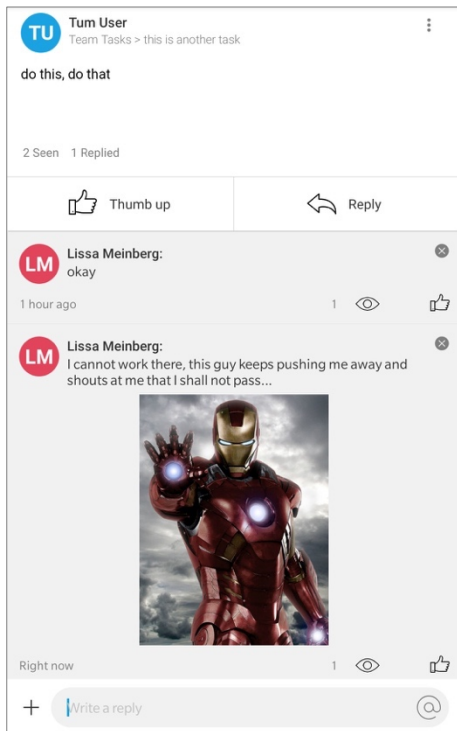 TU
Tum User
Team Tasks > this is another task
do this, do that
2 Seen 1 Replied
Thumb up
Reply
LM
Lissa Meinberg:
okay
1 hour ago
1
LM
Lissa Meinberg:
I cannot work there, this guy keeps pushing me away and
shouts at me that I shall not pass...
Right now
1
+
Write a reply
@